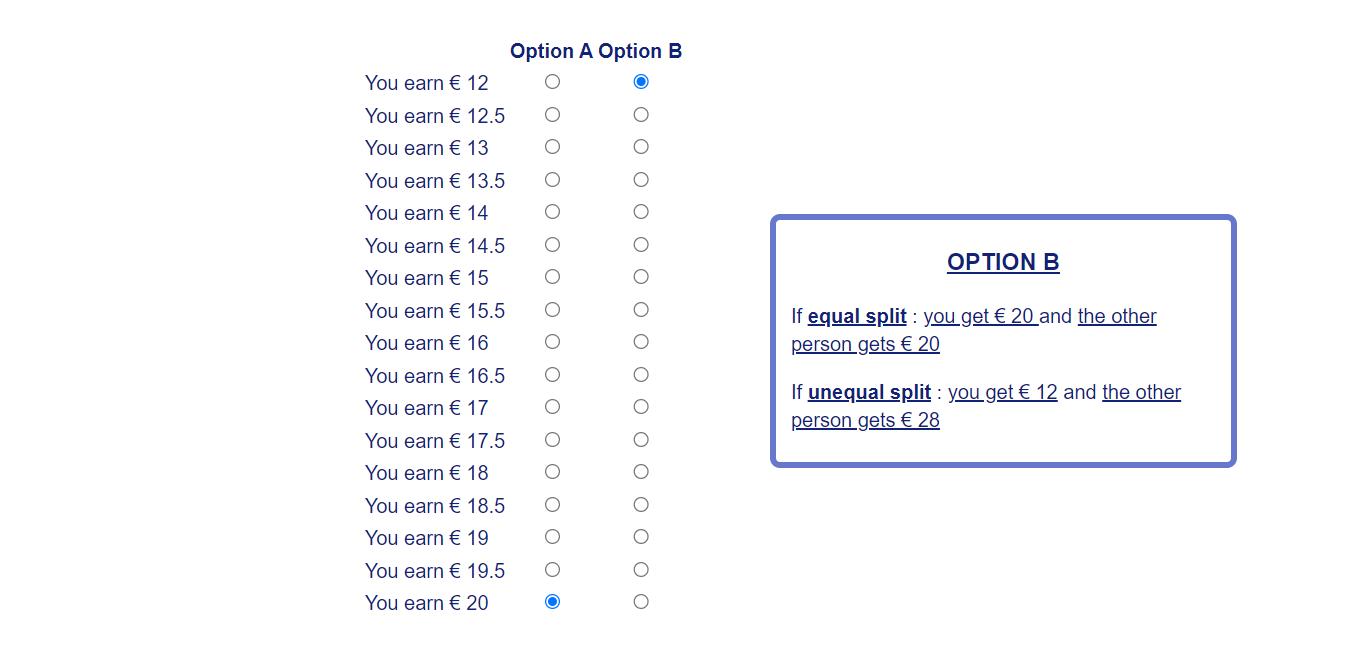 Option A Option B
You earn € 12
You earn € 12.5
You earn € 13
You earn € 13.5
You earn € 14
You earn € 14.5
You earn € 15
You earn € 15.5
You earn € 16
You earn € 16.5
You earn € 17
You earn € 17.5
You earn € 18
You earn € 18.5
You earn € 19
You earn € 19.5
You earn € 20
OPTION B
If equal split : you get € 20 and the other
person gets € 20
If unequal split : you get € 12 and the other
person gets € 28